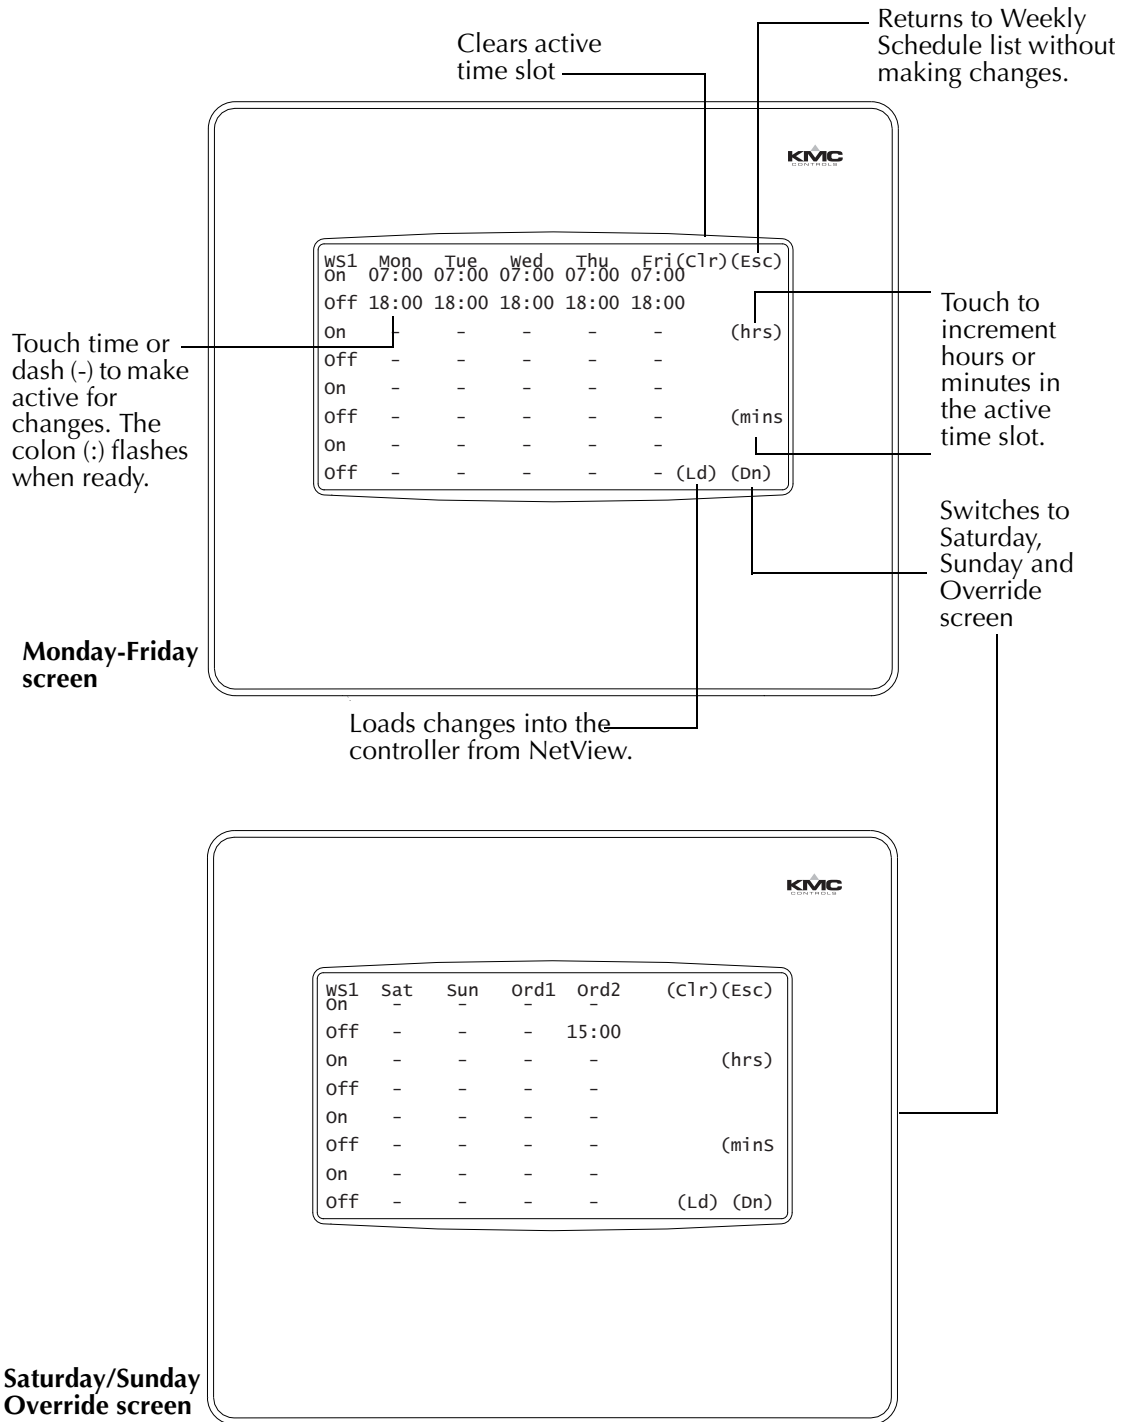 Returns to Weekly
Schedule list without
making changes.
Clears active
time slot
KMC
CONTROLS
WS1 Mon Tue Wed Thu Fri(Clr)(Esc)
On 07:00 07:00 07:00 07:00 07:00
Off 18:00 18:00 18:00 18:00 18:00
On - - - - - (hrs)
Off - - - - -
On - - - - -
Off - - - - - (mins
On - - - - -
Off - - - - - (Ld) (Dn)
Touch time or
dash (-) to make
active for
changes. The
colon (:) flashes
when ready.
Touch to
increment
hours or
minutes in
the active
time slot.
Switches to
Saturday,
Sunday and
Override
screen
Monday-Friday
screen
Loads changes into the
controller from NetView.
KMC
CONTROLS
WS1 Sat Sun Ord1 Ord2 (Clr)(Esc)
On - - - -
Off - - - 15:00
On - - - - (hrs)
Off - - - -
On - - - -
Off - - - - (minS
On - - - -
Off - - - - (Ld) (Dn)
Saturday/Sunday
Override screen